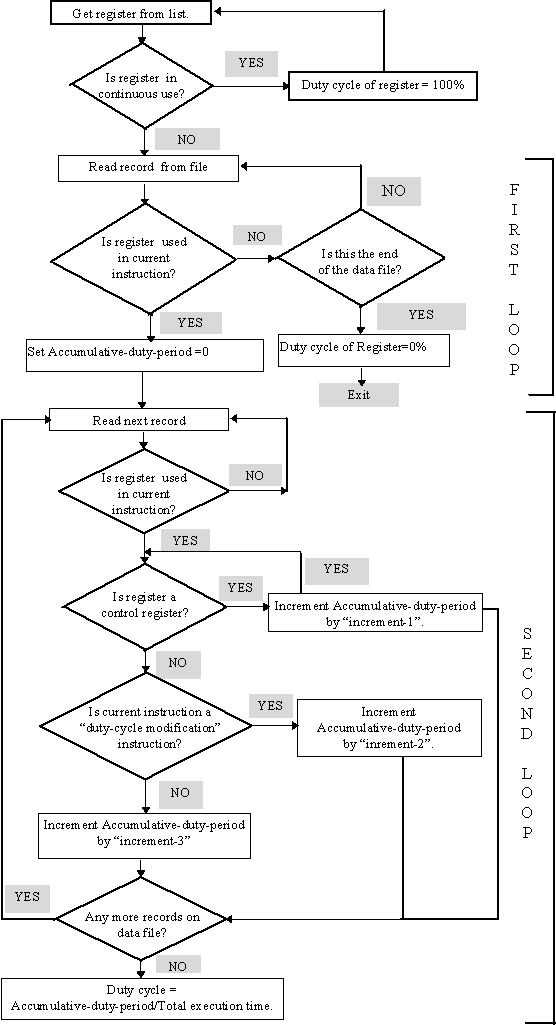 Get register from list.
Is register in
continuous use?
YES
Duty cycle of register = 100%
NO
Read record from file
NO
Is register used
in current
instruction?
NO
Is this the end
of the data file?
YES
YES
Set Accumulative-duty-period =0
Duty cycle of Register=0%
Exit
FIRST LOOP
Read next record
Is register used
in current
instruction?
NO
YES
YES
Is register a
control register?
YES
Increment Accumulative-duty-period
by “increment-1”.
NO
Is current instruction a
“duty-cycle modification”
instruction?
YES
Increment
Accumulative-duty-period
by “inrement-2”.
NO
Increment Accumulative-duty-period
by “increment-3”
YES
Any more records on
data file?
NO
Duty cycle =
Accumulative-duty-period/Total execution time.
SECOND LOOP